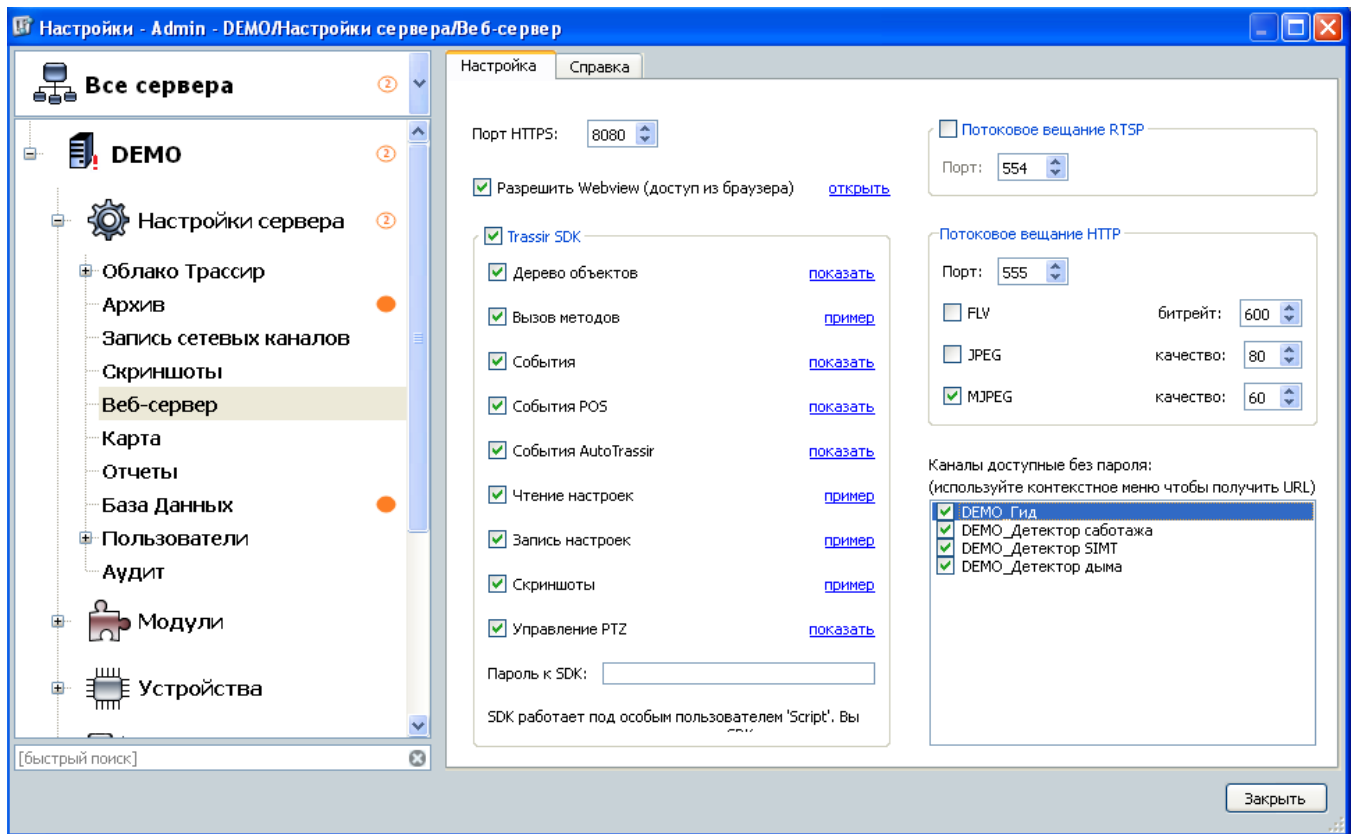 Настройки - Admin - DEMO/Настройки сервера/Веб-сервер
Все сервера 2
DEMO 2
Настройки сервера 2
Облако Трассир
Архив
Запись сетевых каналов
Скриншоты
Веб-сервер
Карта
Отчеты
База Данных
Пользователи
Аудит
Модули
Устройства
[быстрый поиск]
Настройка Справка
Порт HTTPS: 8080
Разрешить Webview (доступ из браузера) открыть
Trassir SDK
Дерево объектов показать
Вызов методов пример
События показать
События POS показать
События AutoTrassir показать
Чтение настроек пример
Запись настроек пример
Скриншоты пример
Управление PTZ показать
Пароль к SDK:
SDK работает под особым пользователем 'Script'. Вы
Потоковое вещание RTSP
Порт: 554
Потоковое вещание HTTP
Порт: 555
FLV битрейт: 600
JPEG качество: 80
MJPEG качество: 60
Каналы доступные без пароля:
(используйте контекстное меню чтобы получить URL)
DEMO_Гид
DEMO_Детектор саботажа
DEMO_Детектор SIMT
DEMO_Детектор дыма
Закрыть